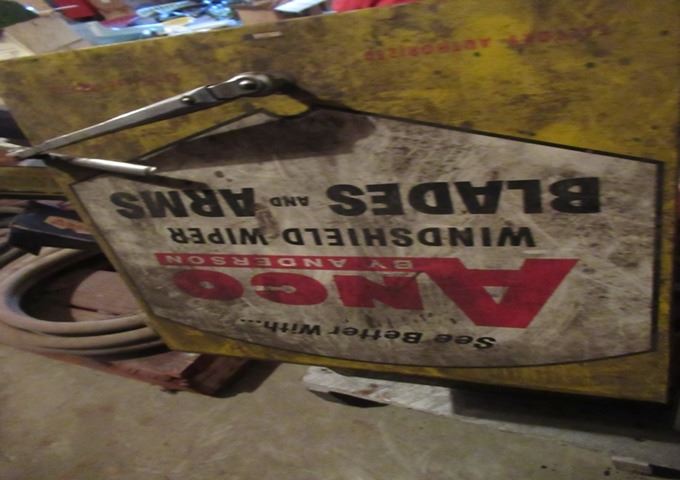 See Better With...
ANCO
BY ANDERSON
WINDSHIELD WIPER
BLADES AND ARMS